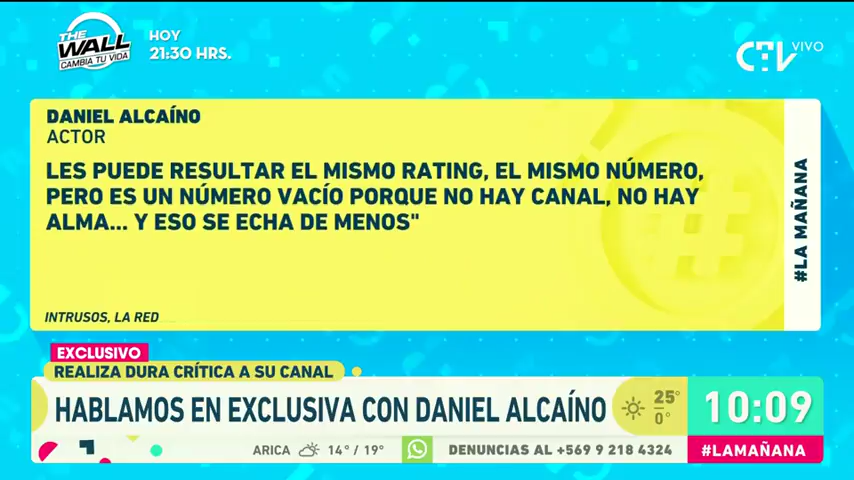 THE WALL
CAMBIA TU VIDA
HOY
21:30 HRS.
CTV VIVO
DANIEL ALCAÍNO
ACTOR
LES PUEDE RESULTAR EL MISMO RATING, EL MISMO NÚMERO,
PERO ES UN NÚMERO VACÍO PORQUE NO HAY CANAL, NO HAY
ALMA... Y ESO SE ECHA DE MENOS"
#LA MAÑANA
INTRUSOS, LA RED
EXCLUSIVO
REALIZA DURA CRÍTICA A SU CANAL
HABLAMOS EN EXCLUSIVA CON DANIEL ALCAÍNO
25°
0°
10:09
ARICA 14° / 19° DENUNCIAS AL +569 9 218 4324
#LAMAÑANA